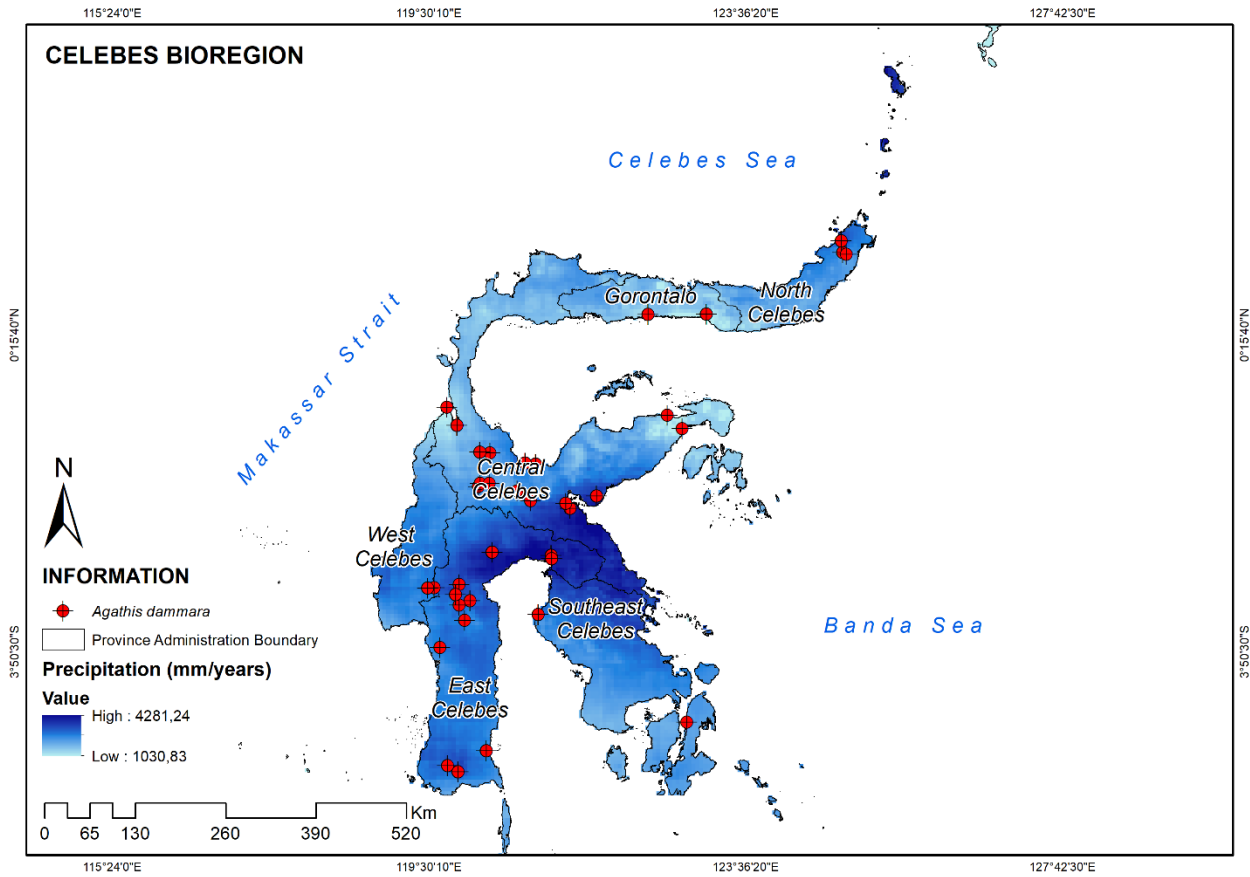 115°24'0"E 119°30'10"E 123°36'20"E 127°42'30"E
CELEBES BIOREGION
Celebes Sea
Gorontalo
North
Celebes
0°15'40"N
0°15'40"N
Makassar Strait
Central
Celebes
N
West
Celebes
INFORMATION
Agathis dammara
Southeast
Celebes
Banda Sea
Province Administration Boundary
3°50'30"S
3°50'30"S
Precipitation (mm/years)
Value
High : 4281,24
Low : 1030,83
East
Celebes
Km
0 65 130 260 390 520
115°24'0"E 119°30'10"E 123°36'20"E 127°42'30"E